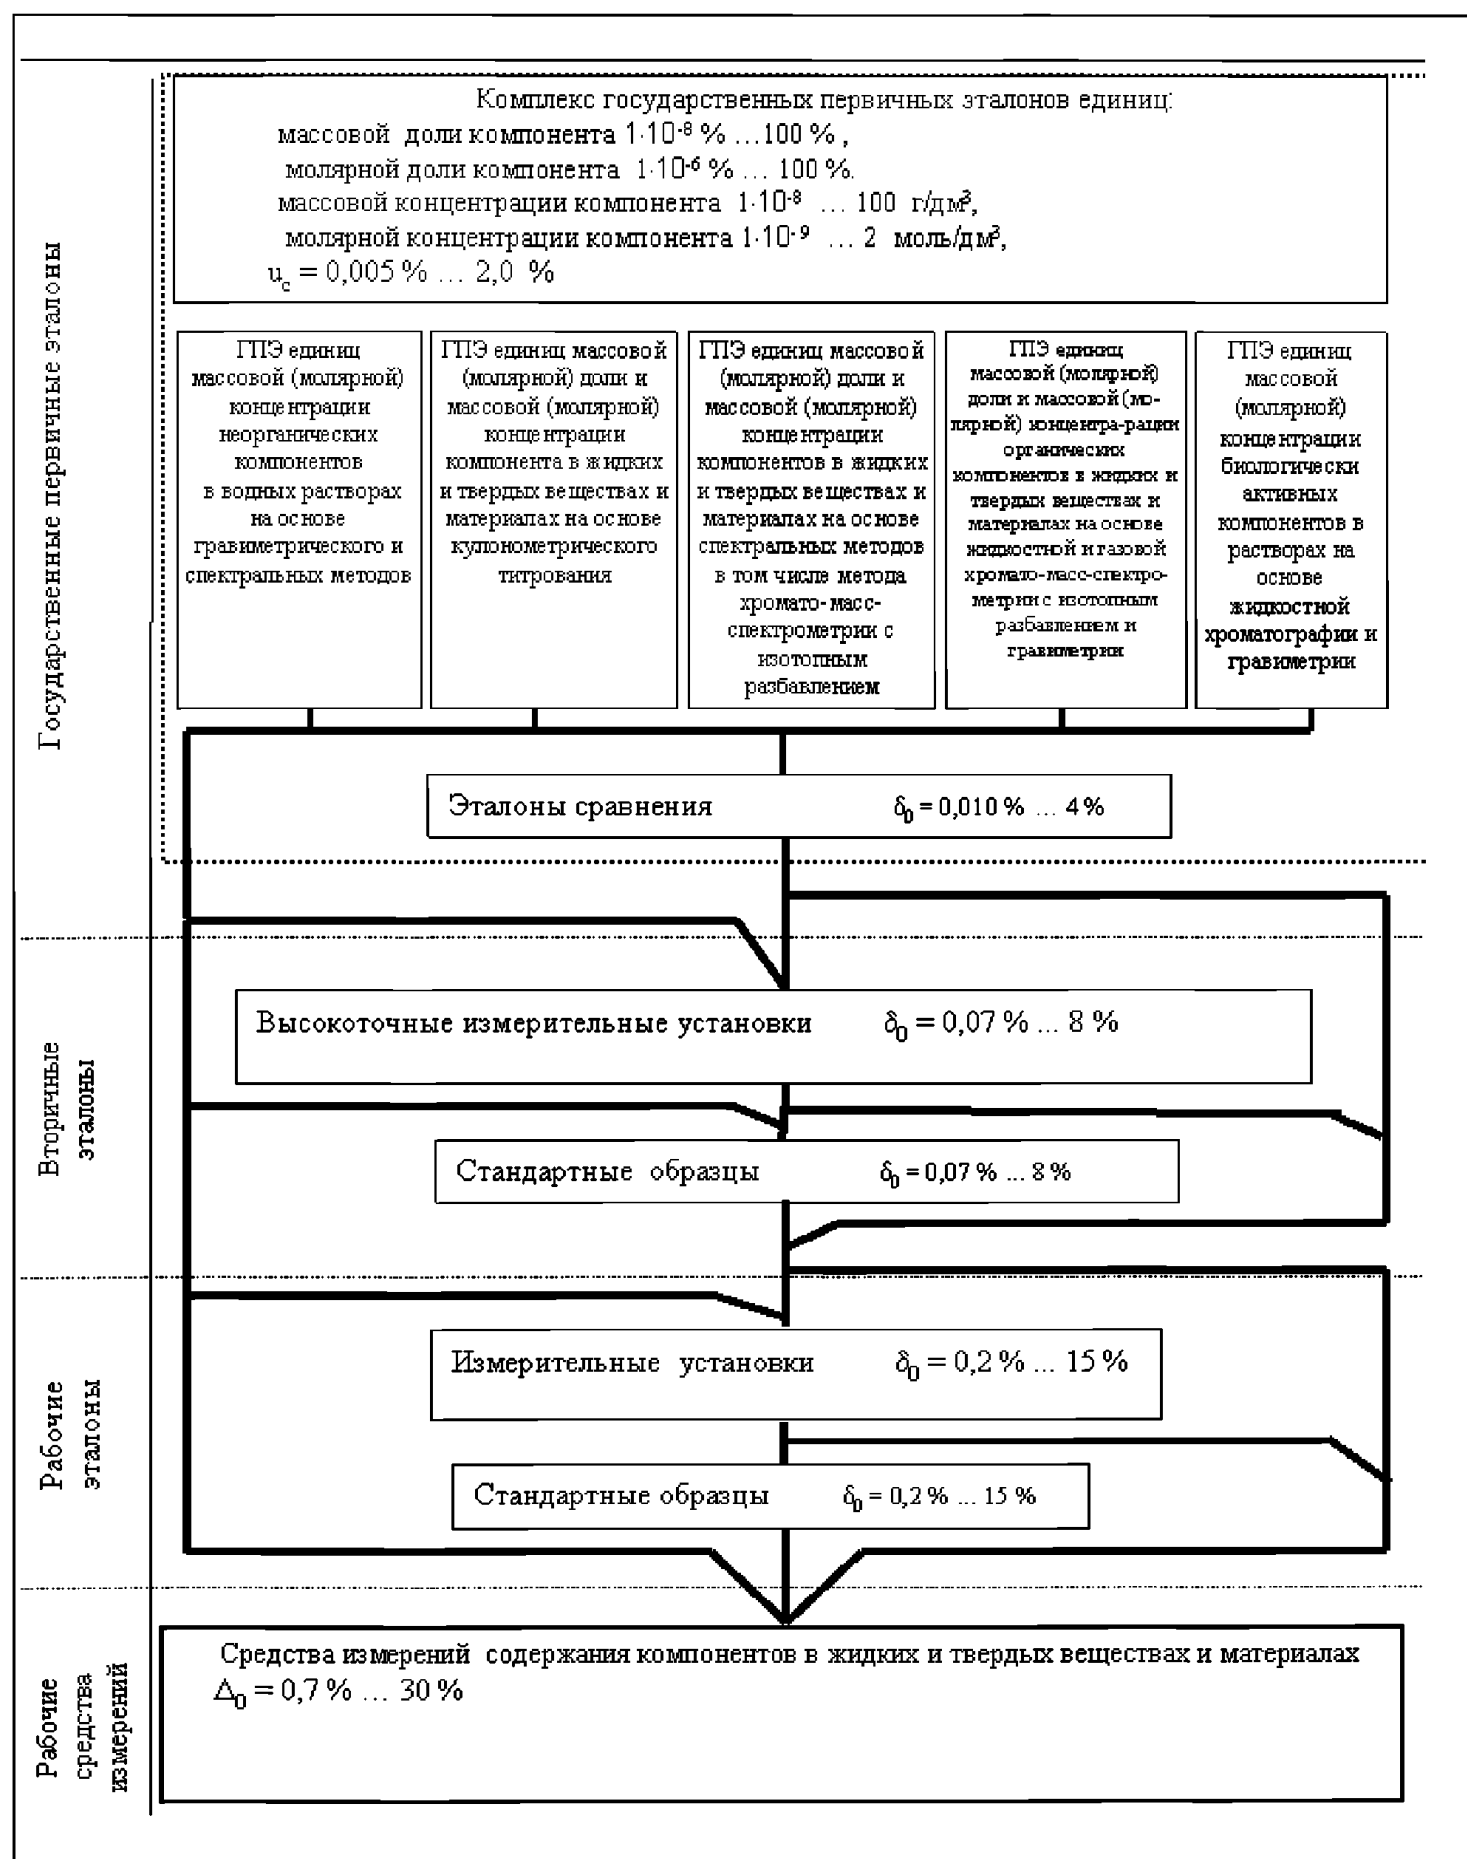 Комплекс государственных первичных эталонов единиц:
массовой доли компонента 1·10⁻⁸ % ...100 % ,
молярной доли компонента 1·10⁻⁶ % ... 100 %.
массовой концентрации компонента 1·10⁻⁸ ... 100 г/дм³,
молярной концентрации компонента 1·10⁻⁹ ... 2 моль/дм³,
u_c = 0,005 % ... 2,0 %
Государственные первичные эталоны
ГПЭ единиц
массовой (молярной)
концентрации
неорганических
компонентов
в водных растворах
на основе
гравиметрического и
спектральных методов
ГПЭ единиц массовой
(молярной) доли и
массовой (молярной)
концентрации
компонента в жидких
и твердых веществах и
материалах на основе
кулонометрического
титрования
ГПЭ единиц массовой
(молярной) доли и
массовой (молярной)
концентрации
компонентов в жидких
и твердых веществах и
материалах на основе
спектральных методов
в том числе метода
хромато-масс-
спектрометрии с
изотопным
разбавлением
ГПЭ единиц
массовой (молярной)
доли и массовой (мо-
лярной) концентра-рации
органических
компонентов в жидких и
твердых веществах и
материалах на основе
жидкостной и газовой
хромато-масс-спектро-
метрии с изотопным
разбавлением и
гравиметрии
ГПЭ единиц
массовой
(молярной)
концентрации
биологически
активных
компонентов в
растворах на
основе
жидкостной
хроматографии и
гравиметрии
Эталоны сравнения δ₀ = 0,010 % ... 4 %
Вторичные
эталоны
Высокоточные измерительные установки δ₀ = 0,07 % ... 8 %
Стандартные образцы δ₀ = 0,07 % ... 8 %
Рабочие
эталоны
Измерительные установки δ₀ = 0,2 % ... 15 %
Стандартные образцы δ₀ = 0,2 % ... 15 %
Рабочие
средства
измерений
Средства измерений содержания компонентов в жидких и твердых веществах и материалах
Δ₀ = 0,7 % ... 30 %